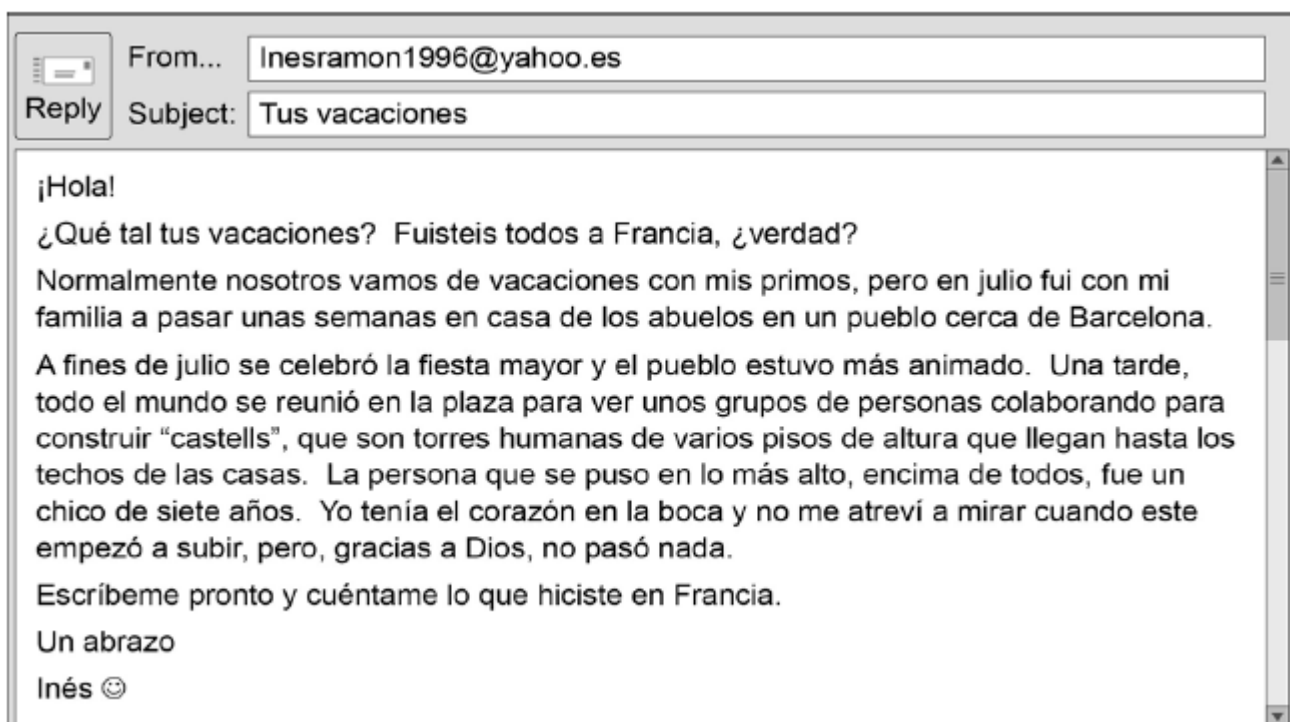 From... Inesramon1996@yahoo.es
Reply Subject: Tus vacaciones
¡Hola!
¿Qué tal tus vacaciones?  Fuisteis todos a Francia, ¿verdad?
Normalmente nosotros vamos de vacaciones con mis primos, pero en julio fui con mi
familia a pasar unas semanas en casa de los abuelos en un pueblo cerca de Barcelona.
A fines de julio se celebró la fiesta mayor y el pueblo estuvo más animado.  Una tarde,
todo el mundo se reunió en la plaza para ver unos grupos de personas colaborando para
construir “castells”, que son torres humanas de varios pisos de altura que llegan hasta los
techos de las casas.  La persona que se puso en lo más alto, encima de todos, fue un
chico de siete años.  Yo tenía el corazón en la boca y no me atreví a mirar cuando este
empezó a subir, pero, gracias a Dios, no pasó nada.
Escríbeme pronto y cuéntame lo que hiciste en Francia.
Un abrazo
Inés ☺